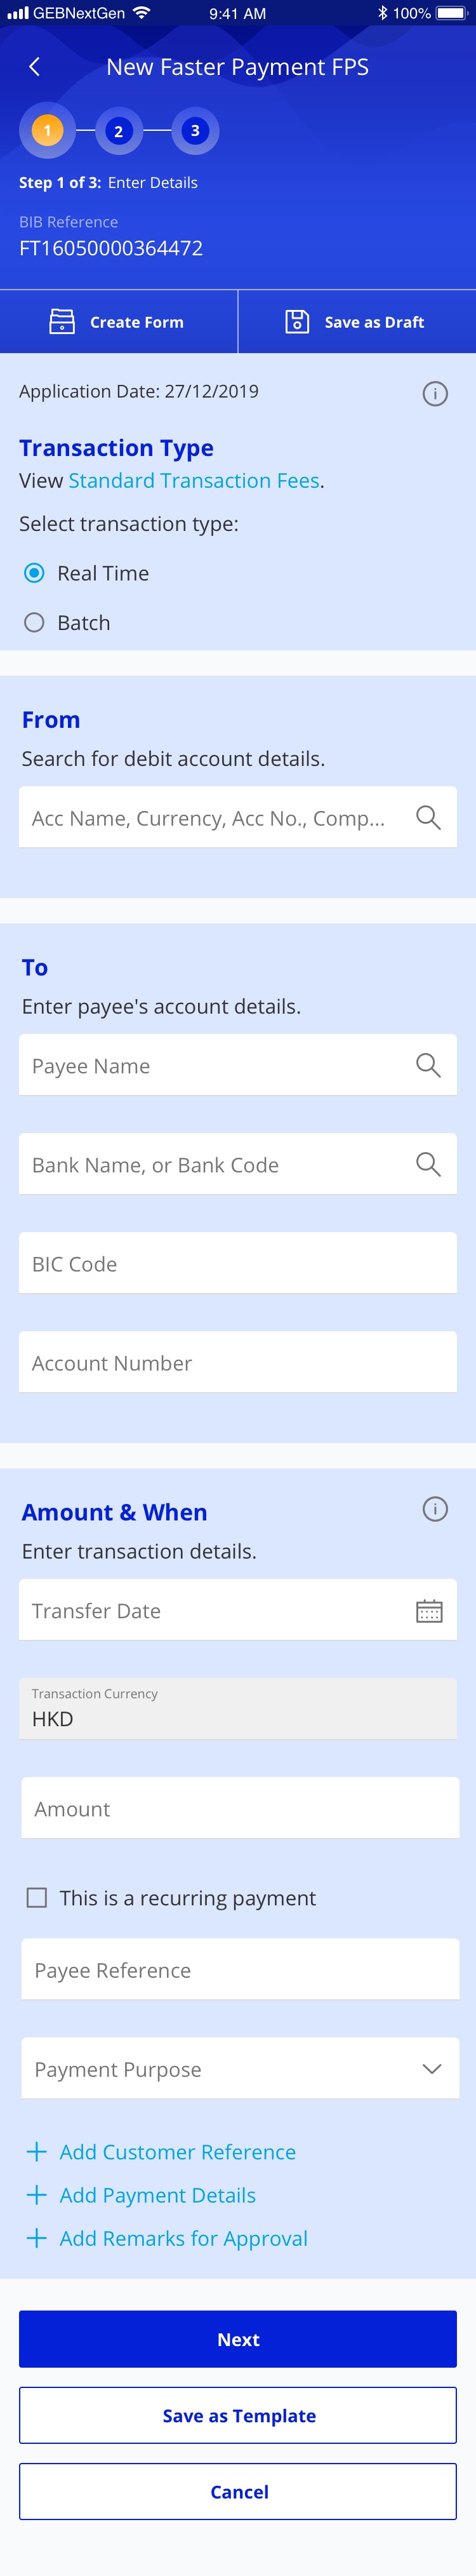 GEBNextGen 9:41 AM 100%
New Faster Payment FPS
1 2 3
Step 1 of 3: Enter Details
BIB Reference
FT16050000364472
Create Form Save as Draft
Application Date: 27/12/2019
Transaction Type
View Standard Transaction Fees.
Select transaction type:
Real Time
Batch
From
Search for debit account details.
Acc Name, Currency, Acc No., Comp...
To
Enter payee's account details.
Payee Name
Bank Name, or Bank Code
BIC Code
Account Number
Amount & When
Enter transaction details.
Transfer Date
Transaction Currency
HKD
Amount
This is a recurring payment
Payee Reference
Payment Purpose
Add Customer Reference
Add Payment Details
Add Remarks for Approval
Next
Save as Template
Cancel